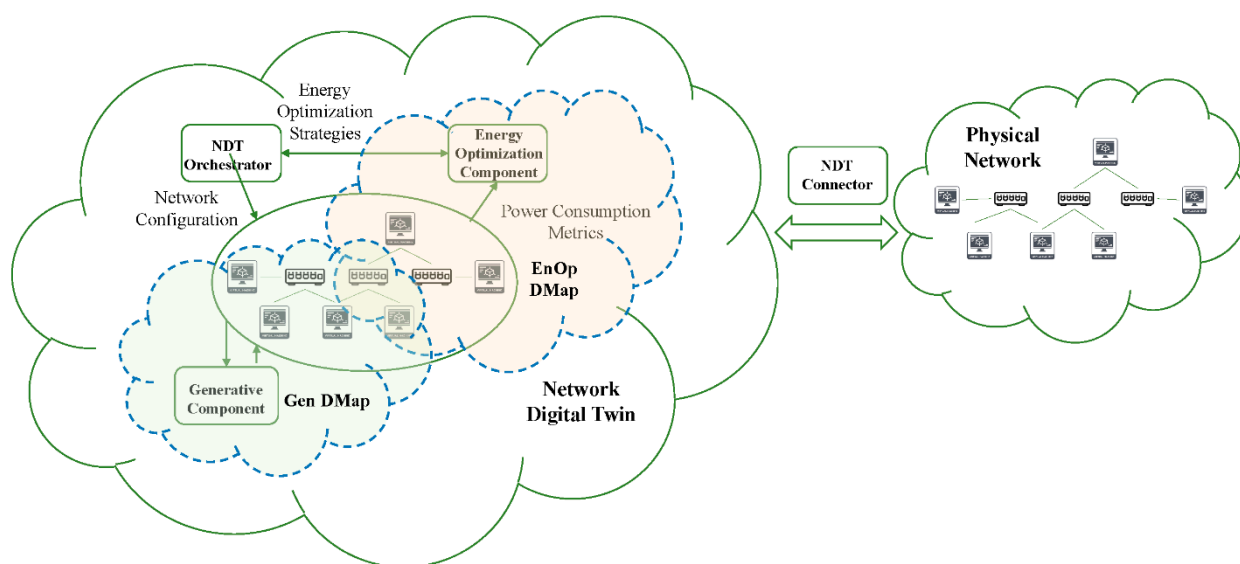 Energy
Optimization
Strategies
NDT
Orchestrator
Energy
Optimization
Component
Network
Configuration
Power Consumption
Metrics
EnOp
DMap
Generative
Component
Gen DMap
Network
Digital Twin
NDT
Connector
Physical
Network